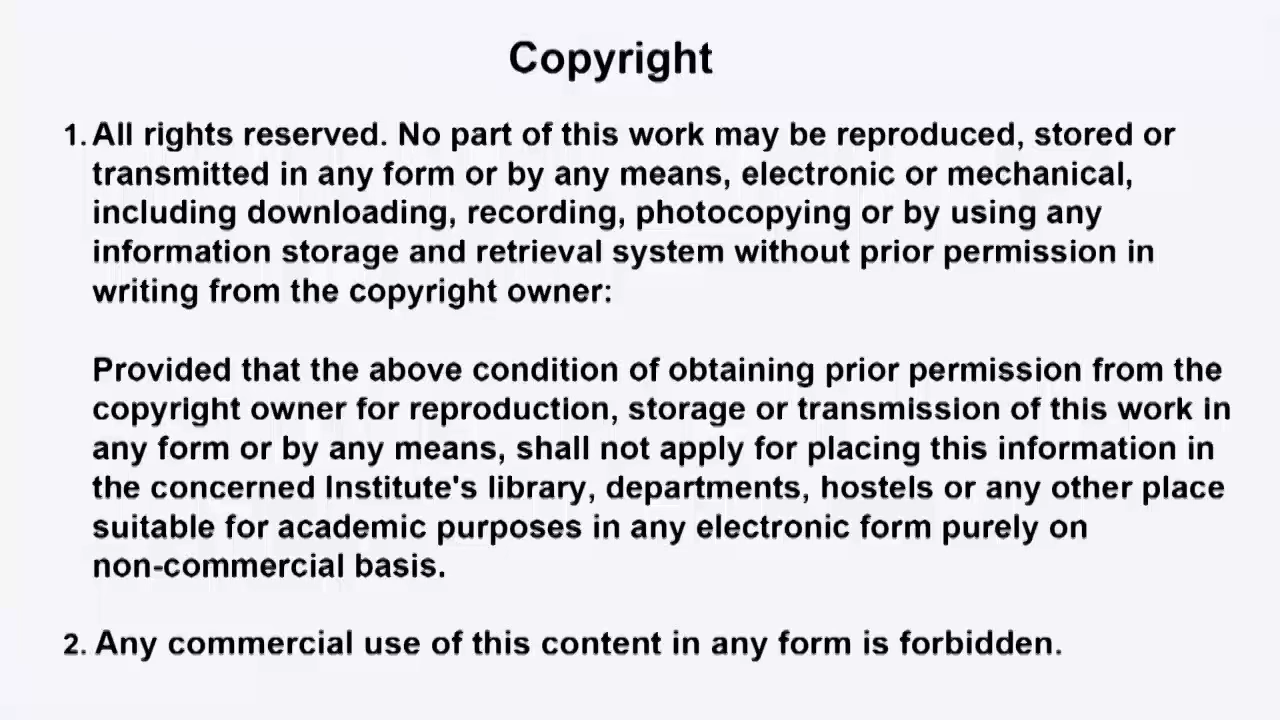 Copyright
1. All rights reserved. No part of this work may be reproduced, stored or
transmitted in any form or by any means, electronic or mechanical,
including downloading, recording, photocopying or by using any
information storage and retrieval system without prior permission in
writing from the copyright owner:
Provided that the above condition of obtaining prior permission from the
copyright owner for reproduction, storage or transmission of this work in
any form or by any means, shall not apply for placing this information in
the concerned Institute's library, departments, hostels or any other place
suitable for academic purposes in any electronic form purely on
non-commercial basis.
2. Any commercial use of this content in any form is forbidden.